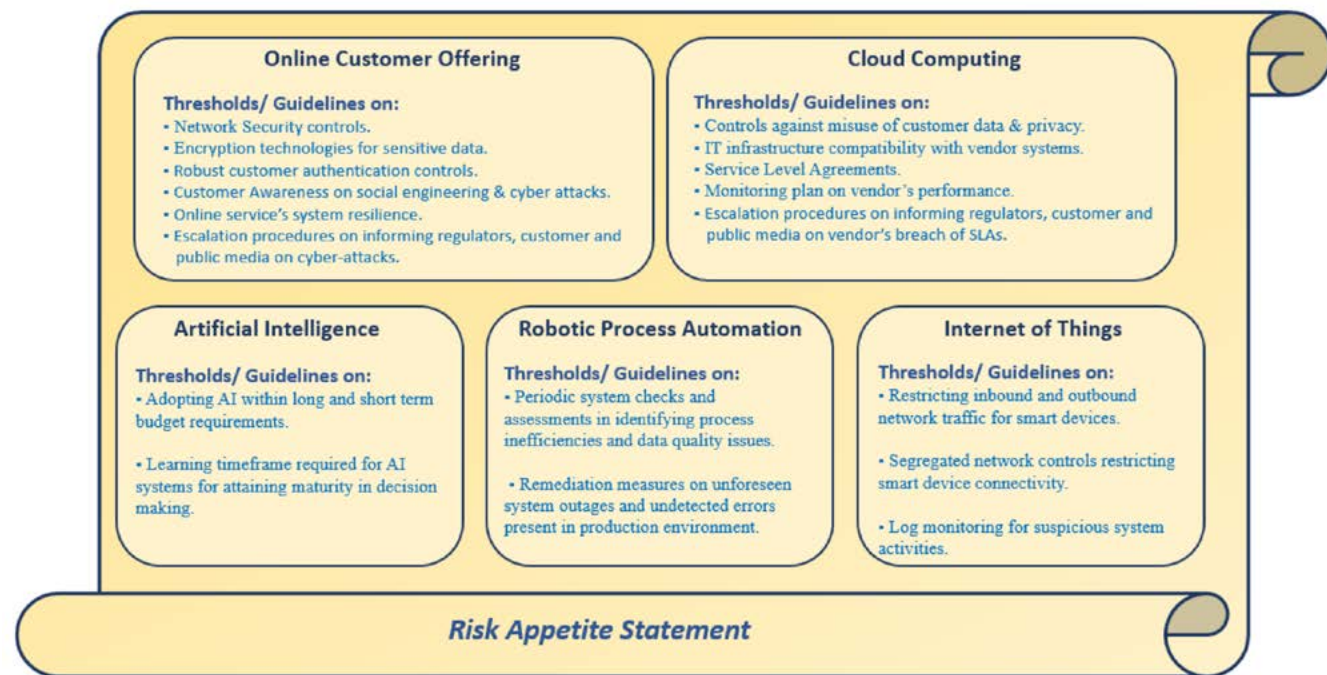 Online Customer Offering
Thresholds/ Guidelines on:
• Network Security controls.
• Encryption technologies for sensitive data.
• Robust customer authentication controls.
• Customer Awareness on social engineering & cyber attacks.
• Online service's system resilience.
• Escalation procedures on informing regulators, customer and
public media on cyber-attacks.
Cloud Computing
Thresholds/ Guidelines on:
• Controls against misuse of customer data & privacy.
• IT infrastructure compatibility with vendor systems.
• Service Level Agreements.
• Monitoring plan on vendor's performance.
• Escalation procedures on informing regulators, customer and
public media on vendor's breach of SLAs.
Artificial Intelligence
Thresholds/ Guidelines on:
• Adopting AI within long and short term
budget requirements.
• Learning timeframe required for AI
systems for attaining maturity in decision
making.
Robotic Process Automation
Thresholds/ Guidelines on:
• Periodic system checks and
assessments in identifying process
inefficiencies and data quality issues.
• Remediation measures on unforeseen
system outages and undetected errors
present in production environment.
Internet of Things
Thresholds/ Guidelines on:
• Restricting inbound and outbound
network traffic for smart devices.
• Segregated network controls restricting
smart device connectivity.
• Log monitoring for suspicious system
activities.
Risk Appetite Statement